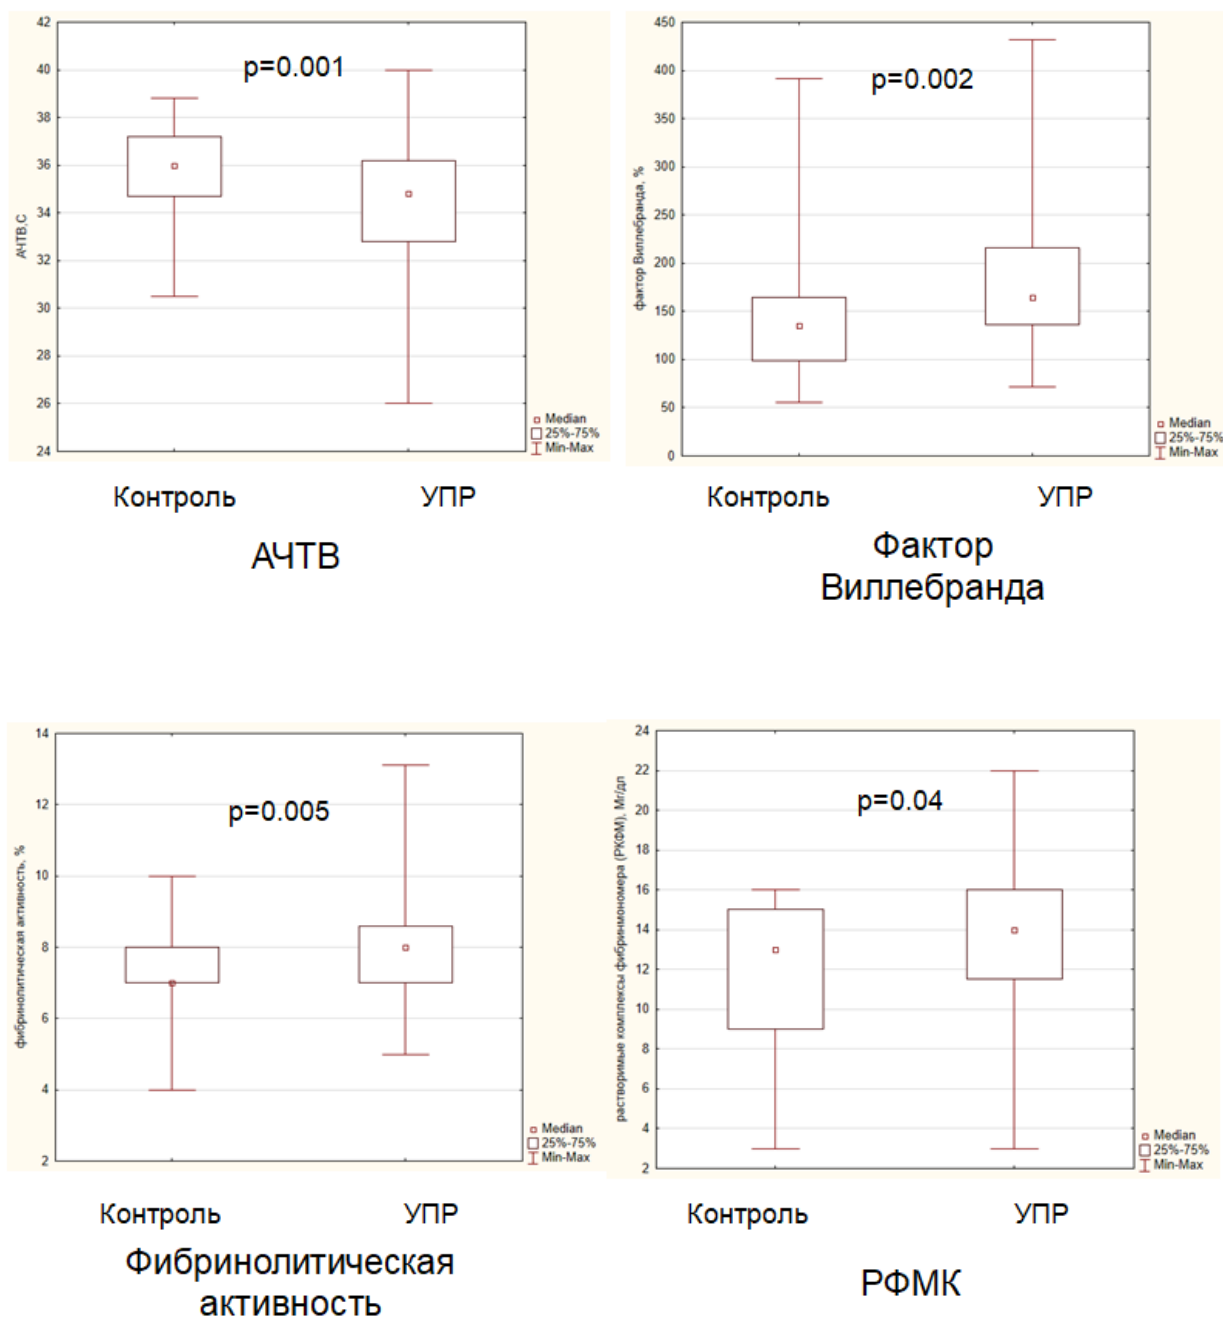 42
40
38
36
34
32
30
28
26
24
АЧТВ,С
p=0.001
Median
25%-75%
Min-Max
Контроль УПР
АЧТВ
450
400
350
300
250
200
150
100
50
0
фактор Виллебранда, %
p=0.002
Median
25%-75%
Min-Max
Контроль УПР
Фактор
Виллебранда
14
12
10
8
6
4
2
фибринолитическая активность, %
p=0.005
Median
25%-75%
Min-Max
Контроль УПР
Фибринолитическая
активность
24
22
20
18
16
14
12
10
8
6
4
2
растворимые комплексы фибринмономера (РКФМ), Мг/дл
p=0.04
Median
25%-75%
Min-Max
Контроль УПР
РФМК